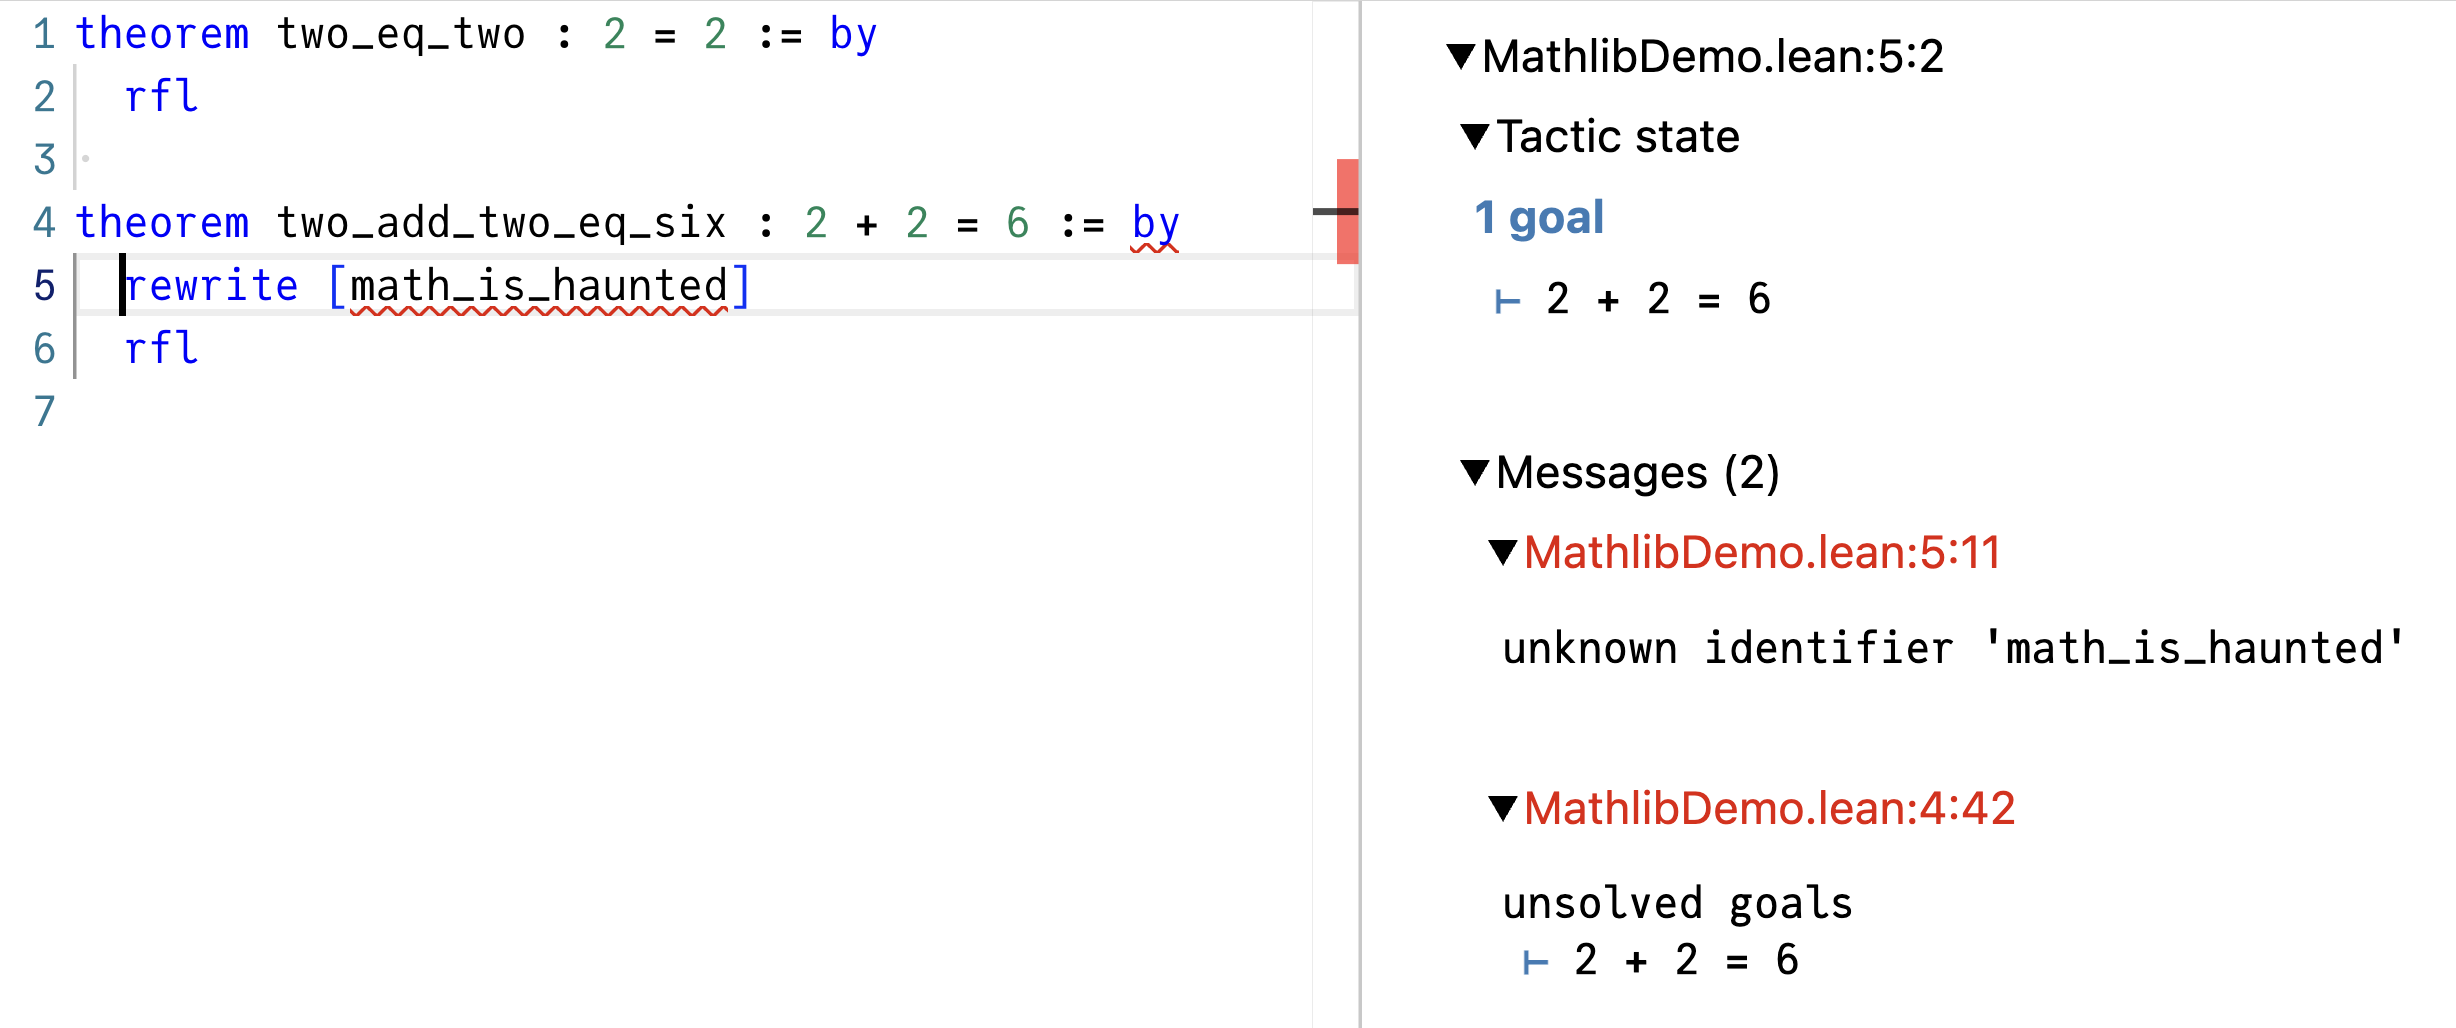 1 theorem two_eq_two : 2 = 2 := by
2   rfl
3
4 theorem two_add_two_eq_six : 2 + 2 = 6 := by
5   rewrite [math_is_haunted]
6   rfl
7
▼MathlibDemo.lean:5:2
▼Tactic state
1 goal
⊢ 2 + 2 = 6
▼Messages (2)
▼MathlibDemo.lean:5:11
unknown identifier 'math_is_haunted'
▼MathlibDemo.lean:4:42
unsolved goals
⊢ 2 + 2 = 6